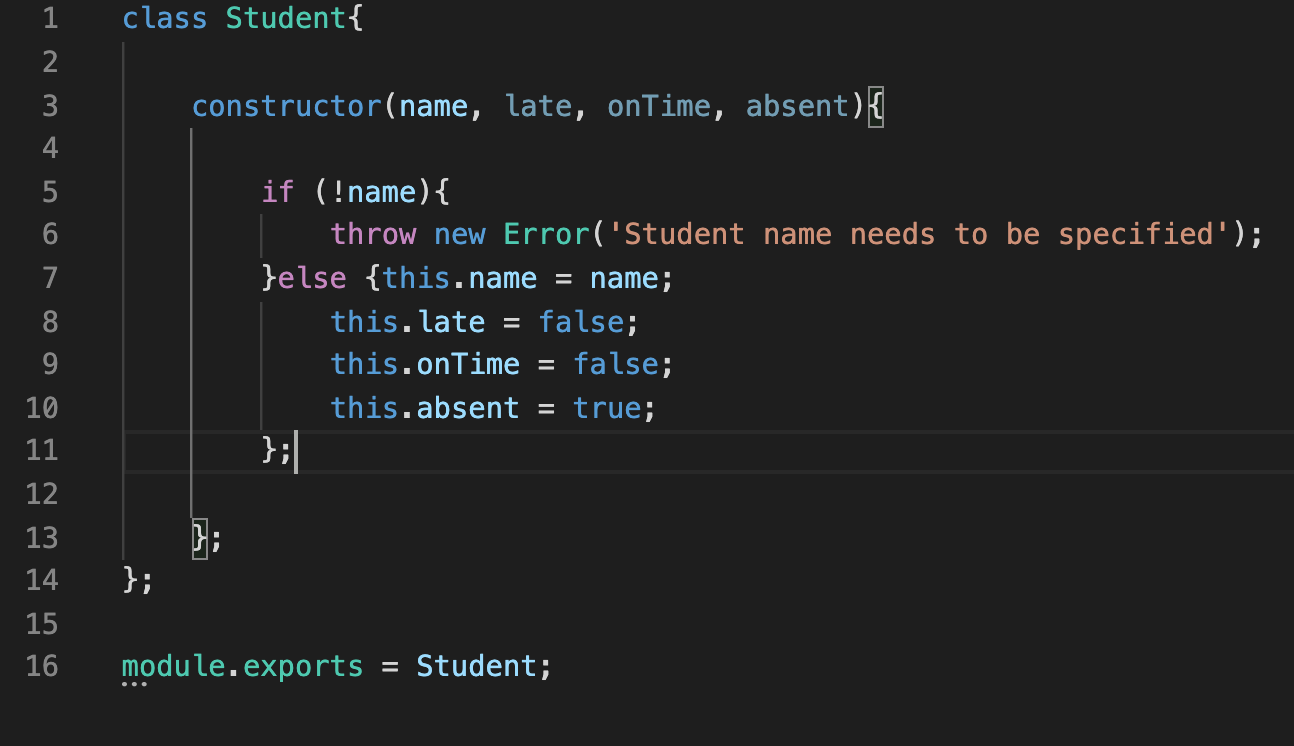 1 class Student{
2
3 constructor(name, late, onTime, absent){
4
5 if (!name){
6 throw new Error('Student name needs to be specified');
7 }else {this.name = name;
8 this.late = false;
9 this.onTime = false;
10 this.absent = true;
11 };
12
13 };
14 };
15
16 module.exports = Student;